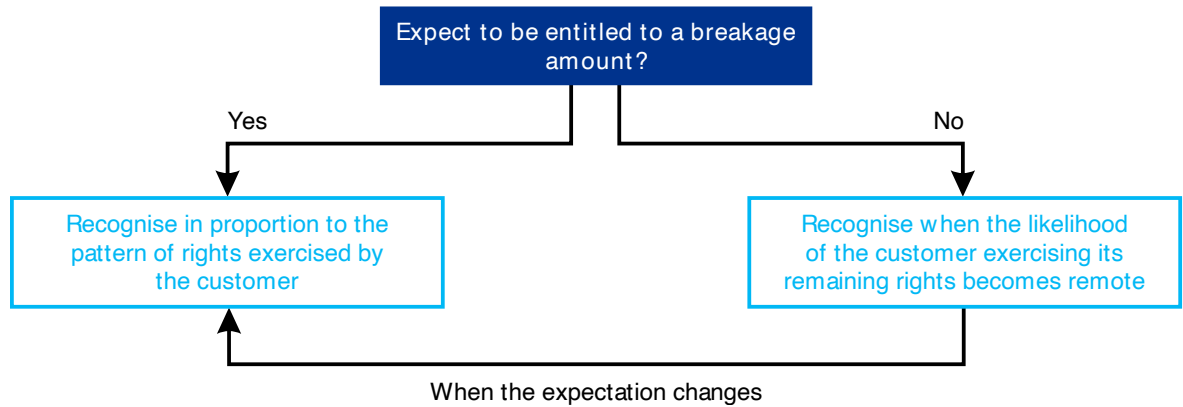 Expect to be entitled to a breakage
amount?
Yes
No
Recognise in proportion to the
pattern of rights exercised by
the customer
Recognise when the likelihood
of the customer exercising its
remaining rights becomes remote
When the expectation changes